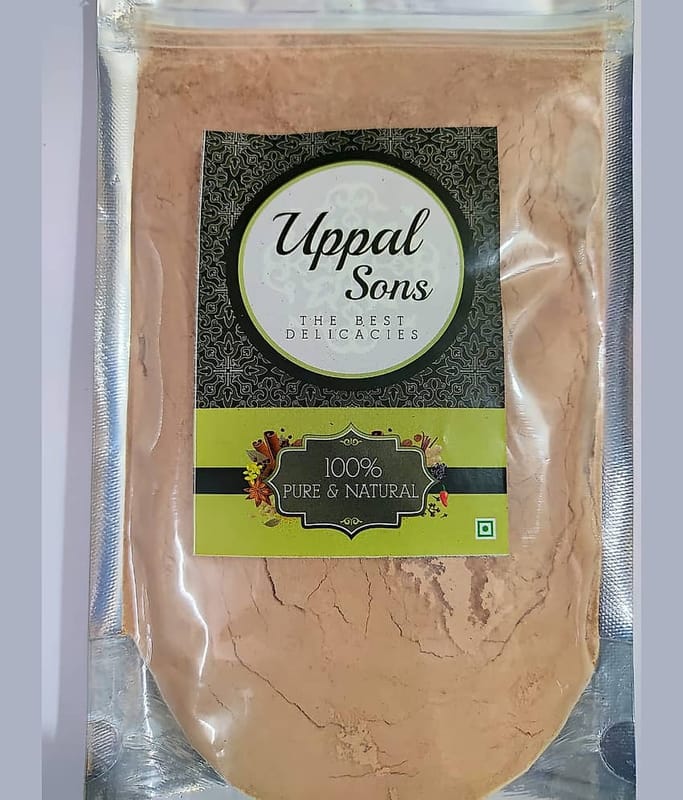 Uppal
Sons
THE BEST
DELICACIES
100%
PURE & NATURAL